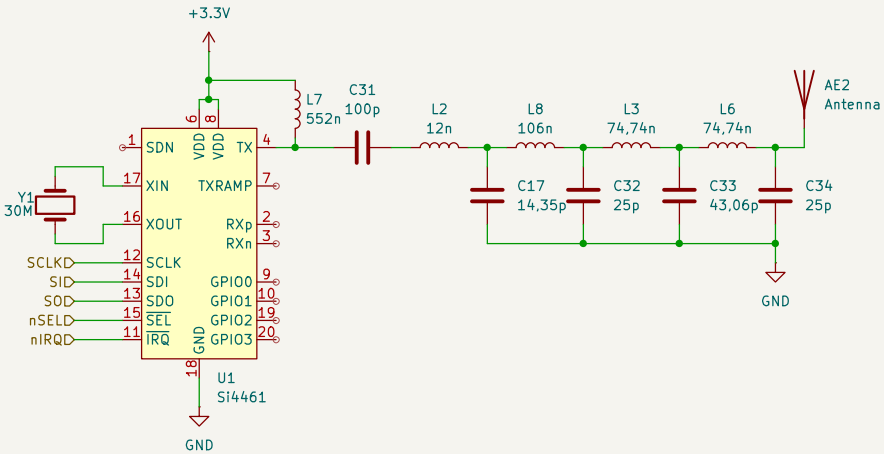 +3.3V
L7
552n
C31
100p
L2
12n
L8
106n
L3
74,74n
L6
74,74n
AE2
Antenna
6
8
VDD
VDD
1
SDN
TX
4
17
XIN
TXRAMP
7
Y1
30M
16
XOUT
RXp
2
RXn
3
C17
14,35p
C32
25p
C33
43,06p
C34
25p
SCLK
12
SCLK
SI
14
SDI
GPIO0
9
SO
13
SDO
GPIO1
10
nSEL
15
SEL
GPIO2
19
nIRQ
11
IRQ
GPIO3
20
GND
18
U1
Si4461
GND
GND